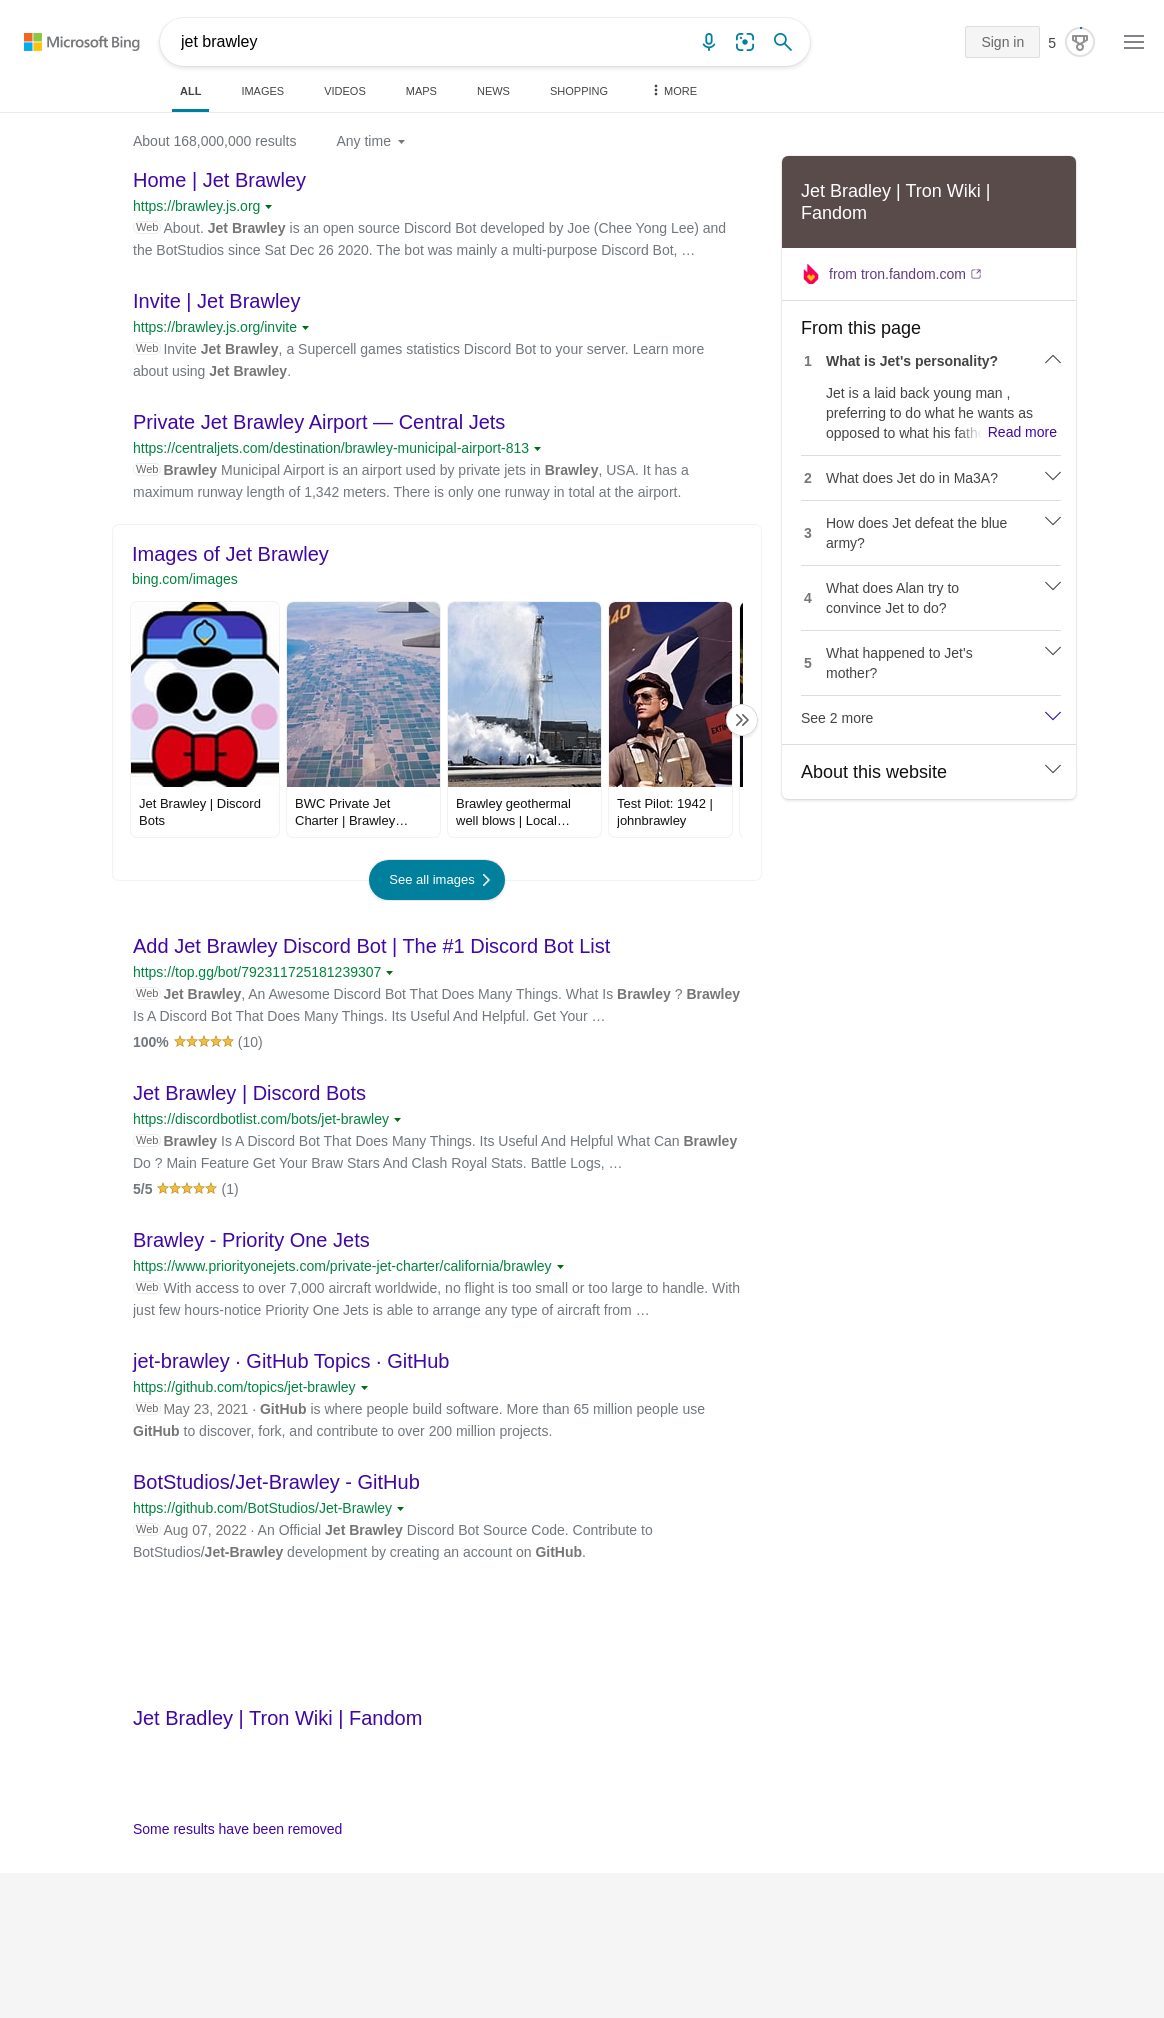 Microsoft Bing
jet brawley
Sign in
5
ALL
IMAGES
VIDEOS
MAPS
NEWS
SHOPPING
MORE
About 168,000,000 results
Any time
Home | Jet Brawley
https://brawley.js.org
Web About. Jet Brawley is an open source Discord Bot developed by Joe (Chee Yong Lee) and
the BotStudios since Sat Dec 26 2020. The bot was mainly a multi-purpose Discord Bot, …
Invite | Jet Brawley
https://brawley.js.org/invite
Web Invite Jet Brawley, a Supercell games statistics Discord Bot to your server. Learn more
about using Jet Brawley.
Private Jet Brawley Airport — Central Jets
https://centraljets.com/destination/brawley-municipal-airport-813
Web Brawley Municipal Airport is an airport used by private jets in Brawley, USA. It has a
maximum runway length of 1,342 meters. There is only one runway in total at the airport.
Images of Jet Brawley
bing.com/images
40
EXTIN
Jet Brawley | Discord
Bots
BWC Private Jet
Charter | Brawley…
Brawley geothermal
well blows | Local…
Test Pilot: 1942 |
johnbrawley
See all images
Add Jet Brawley Discord Bot | The #1 Discord Bot List
https://top.gg/bot/792311725181239307
Web Jet Brawley, An Awesome Discord Bot That Does Many Things. What Is Brawley ? Brawley
Is A Discord Bot That Does Many Things. Its Useful And Helpful. Get Your …
100% (10)
Jet Brawley | Discord Bots
https://discordbotlist.com/bots/jet-brawley
Web Brawley Is A Discord Bot That Does Many Things. Its Useful And Helpful What Can Brawley
Do ? Main Feature Get Your Braw Stars And Clash Royal Stats. Battle Logs, …
5/5 (1)
Brawley - Priority One Jets
https://www.priorityonejets.com/private-jet-charter/california/brawley
Web With access to over 7,000 aircraft worldwide, no flight is too small or too large to handle. With
just few hours-notice Priority One Jets is able to arrange any type of aircraft from …
jet-brawley · GitHub Topics · GitHub
https://github.com/topics/jet-brawley
Web May 23, 2021 · GitHub is where people build software. More than 65 million people use
GitHub to discover, fork, and contribute to over 200 million projects.
BotStudios/Jet-Brawley - GitHub
https://github.com/BotStudios/Jet-Brawley
Web Aug 07, 2022 · An Official Jet Brawley Discord Bot Source Code. Contribute to
BotStudios/Jet-Brawley development by creating an account on GitHub.
Jet Bradley | Tron Wiki | Fandom
Some results have been removed
Jet Bradley | Tron Wiki |
Fandom
from tron.fandom.com
From this page
1 What is Jet's personality?
Jet is a laid back young man ,
preferring to do what he wants as
opposed to what his fath Read more
2 What does Jet do in Ma3A?
3 How does Jet defeat the blue
army?
4 What does Alan try to
convince Jet to do?
5 What happened to Jet's
mother?
See 2 more
About this website